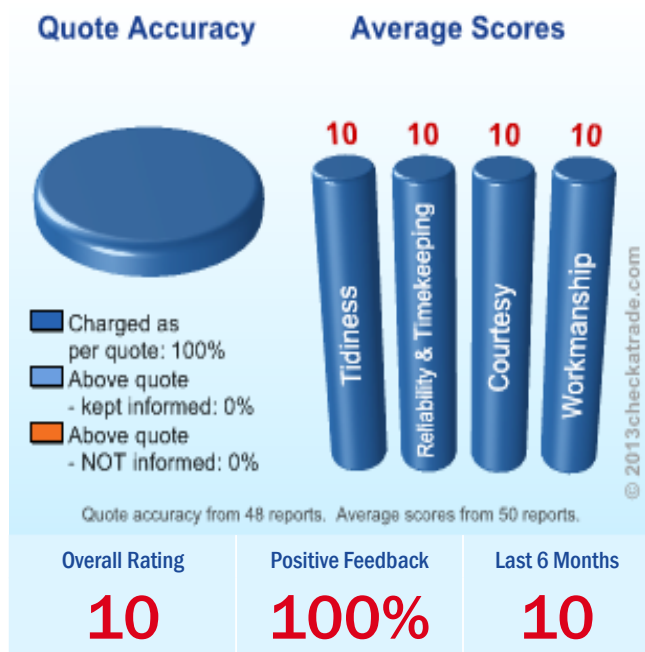 Quote Accuracy
Average Scores
10
10
10
10
Tidiness
Reliability & Timekeeping
Courtesy
Workmanship
Charged as
per quote: 100%
Above quote
- kept informed: 0%
Above quote
- NOT informed: 0%
© 2013checkatrade.com
Quote accuracy from 48 reports. Average scores from 50 reports.
Overall Rating
10
Positive Feedback
100%
Last 6 Months
10